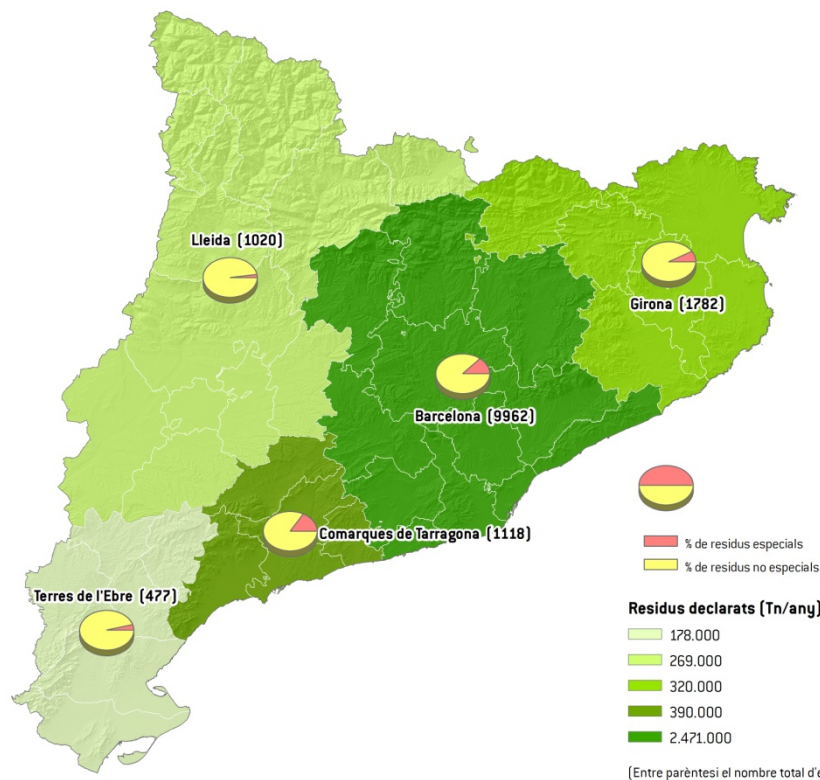 Lleida (1020)
Girona (1782)
Barcelona (9962)
Comarques de Tarragona (1118)
Terres de l'Ebre (477)
% de residus especials
% de residus no especials
Residus declarats (Tn/any)
178.000
269.000
320.000
390.000
2.471.000
(Entre parèntesi el nombre total